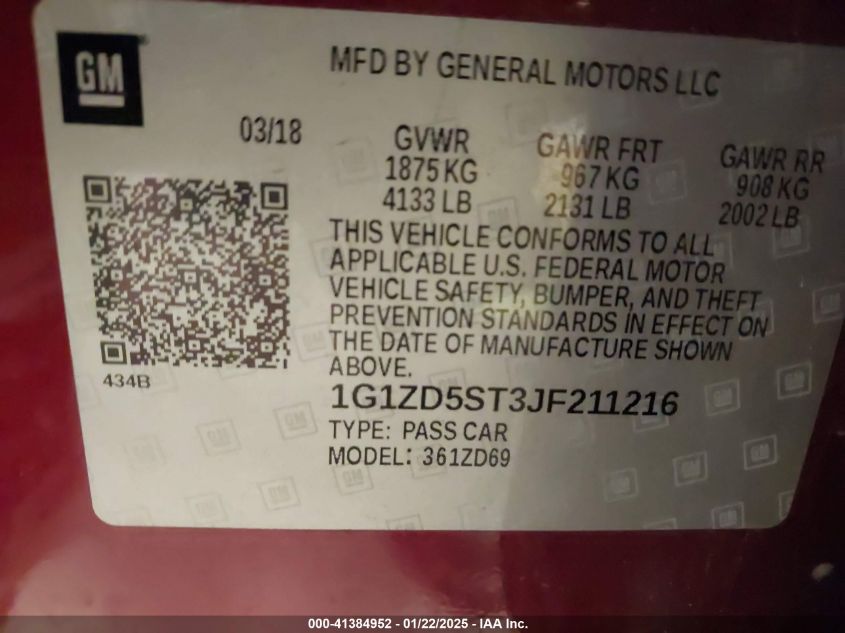 GM
MFD BY GENERAL MOTORS LLC
03/18
GVWR GAWR FRT GAWR RR
1875 KG 967 KG 908 KG
4133 LB 2131 LB 2002 LB
THIS VEHICLE CONFORMS TO ALL
APPLICABLE U.S. FEDERAL MOTOR
VEHICLE SAFETY, BUMPER, AND THEFT
PREVENTION STANDARDS IN EFFECT ON
THE DATE OF MANUFACTURE SHOWN
ABOVE.
434B
1G1ZD5ST3JF211216
TYPE: PASS CAR
MODEL: 361ZD69
000-41384952 - 01/22/2025 - IAA Inc.